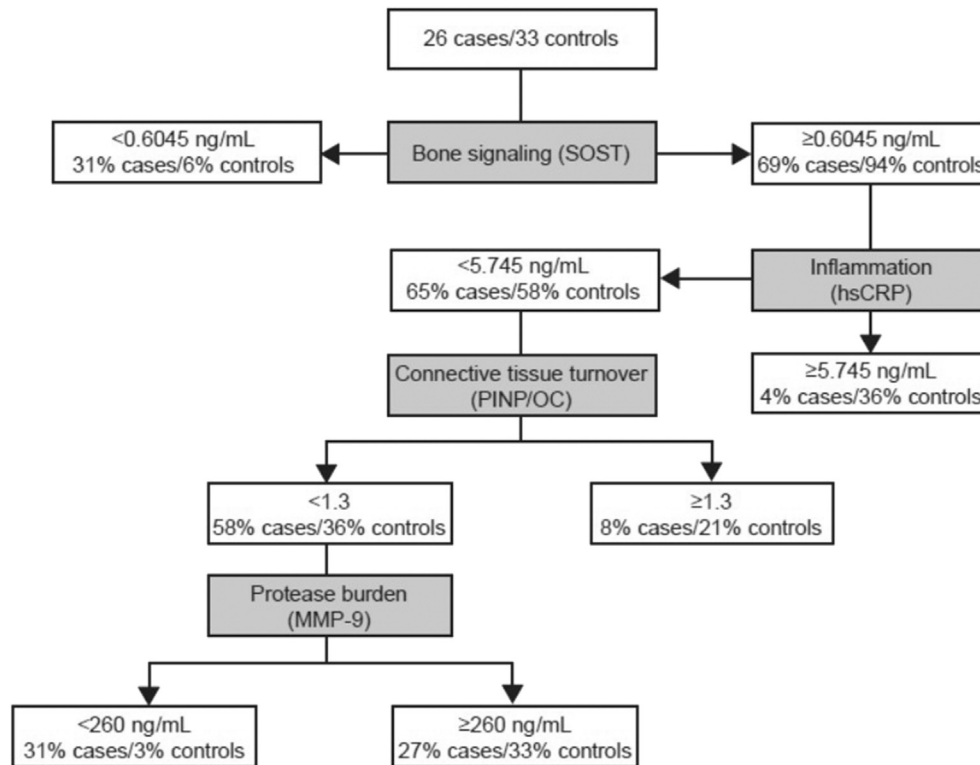 26 cases/33 controls
<0.6045 ng/mL
31% cases/6% controls
Bone signaling (SOST)
≥0.6045 ng/mL
69% cases/94% controls
<5.745 ng/mL
65% cases/58% controls
Inflammation
(hsCRP)
Connective tissue turnover
(PINP/OC)
≥5.745 ng/mL
4% cases/36% controls
<1.3
58% cases/36% controls
≥1.3
8% cases/21% controls
Protease burden
(MMP-9)
<260 ng/mL
31% cases/3% controls
≥260 ng/mL
27% cases/33% controls